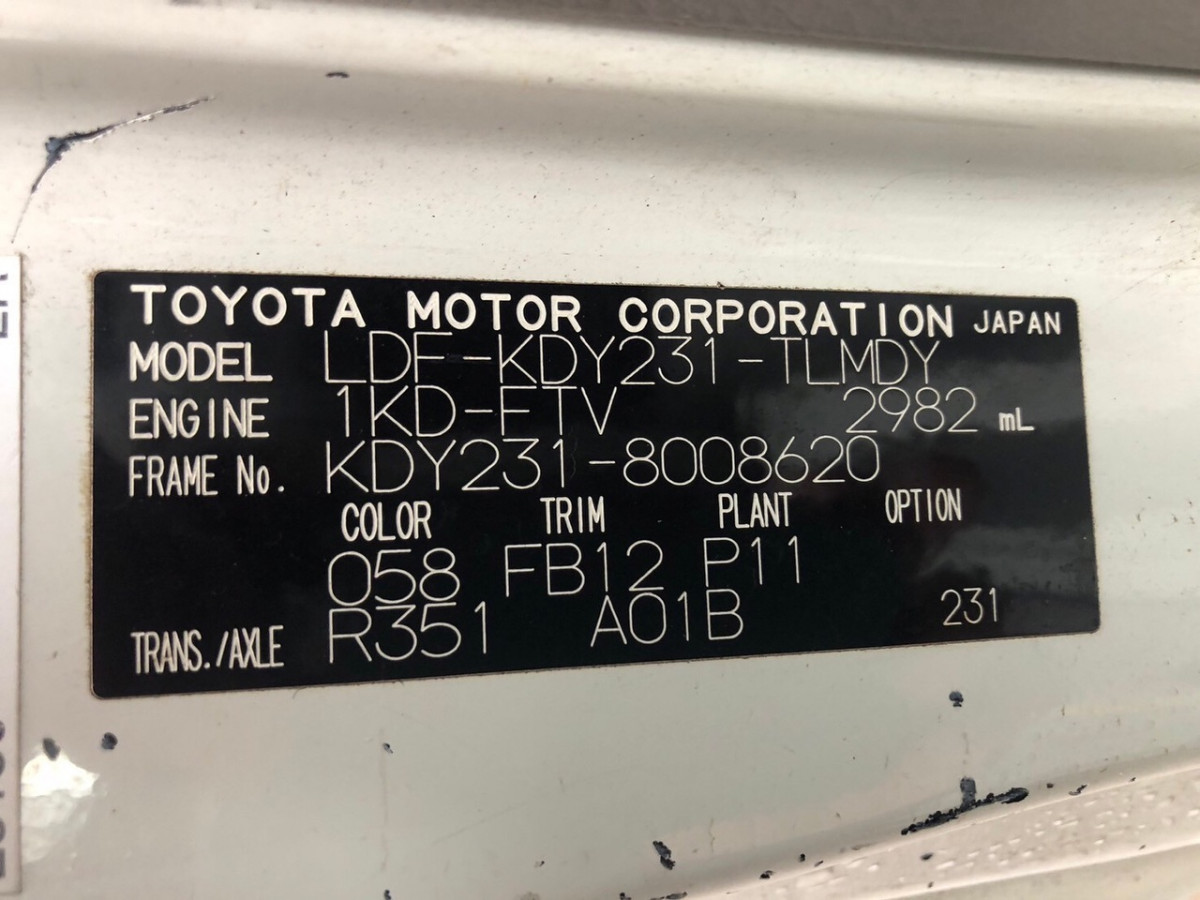 TOYOTA MOTOR CORPORATION JAPAN
MODEL LDF-KDY231-TLMDY
ENGINE 1KD-FTV 2982 mL
FRAME No. KDY231-8008620
COLOR TRIM PLANT OPTION
058 FB12 P11
TRANS./AXLE R351 A01B 231